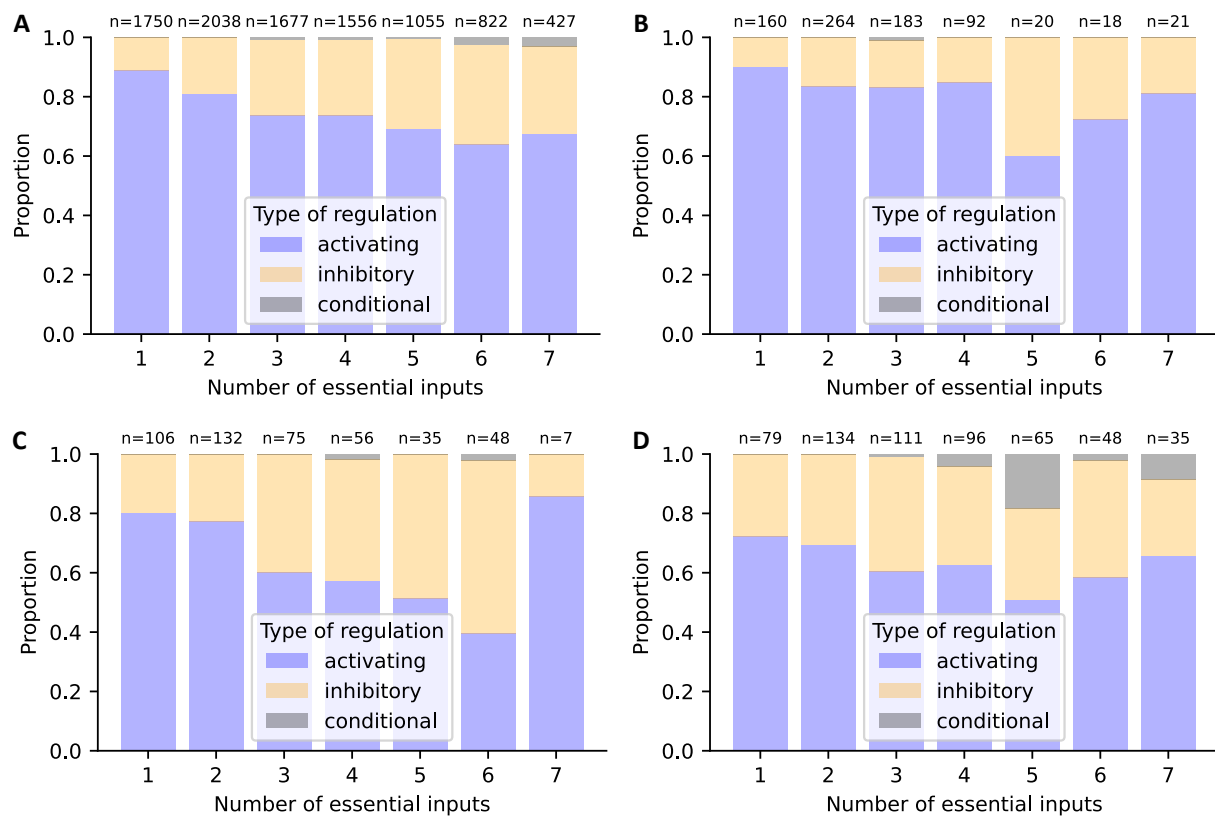 A
n=1750 n=2038 n=1677 n=1556 n=1055 n=822 n=427
1.0
0.8
0.6
0.4
0.2
0.0
Proportion
Type of regulation
activating
inhibitory
conditional
1 2 3 4 5 6 7
Number of essential inputs
B
n=160 n=264 n=183 n=92 n=20 n=18 n=21
1.0
0.8
0.6
0.4
0.2
0.0
Proportion
Type of regulation
activating
inhibitory
conditional
1 2 3 4 5 6 7
Number of essential inputs
C
n=106 n=132 n=75 n=56 n=35 n=48 n=7
1.0
0.8
0.6
0.4
0.2
0.0
Proportion
Type of regulation
activating
inhibitory
conditional
1 2 3 4 5 6 7
Number of essential inputs
D
n=79 n=134 n=111 n=96 n=65 n=48 n=35
1.0
0.8
0.6
0.4
0.2
0.0
Proportion
Type of regulation
activating
inhibitory
conditional
1 2 3 4 5 6 7
Number of essential inputs